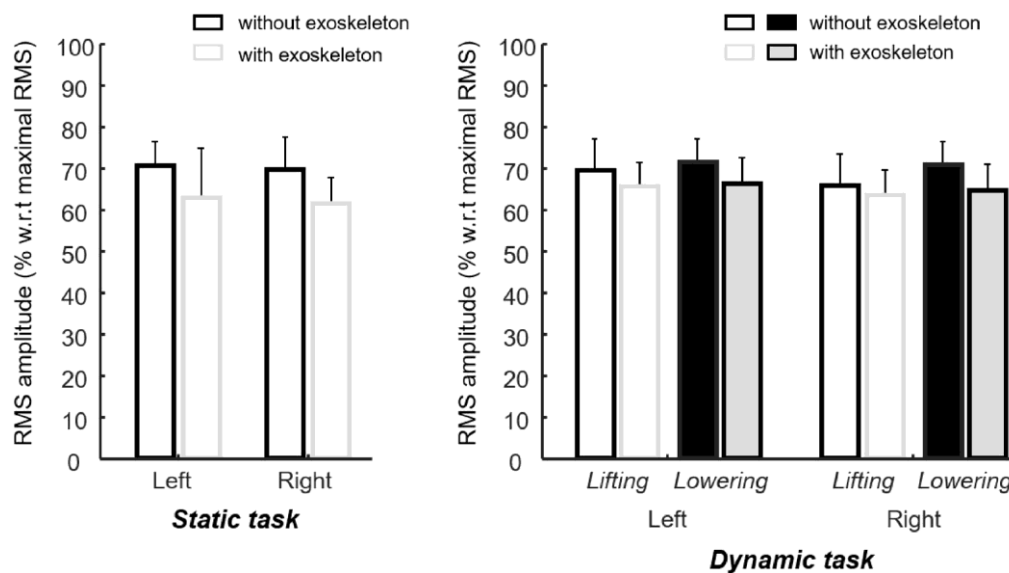 without exoskeleton
with exoskeleton
RMS amplitude (% w.r.t maximal RMS)
100
90
80
70
60
50
40
30
20
10
0
Left Right
Static task
without exoskeleton
with exoskeleton
RMS amplitude (% w.r.t maximal RMS)
100
90
80
70
60
50
40
30
20
10
0
Lifting Lowering Lifting Lowering
Left Right
Dynamic task